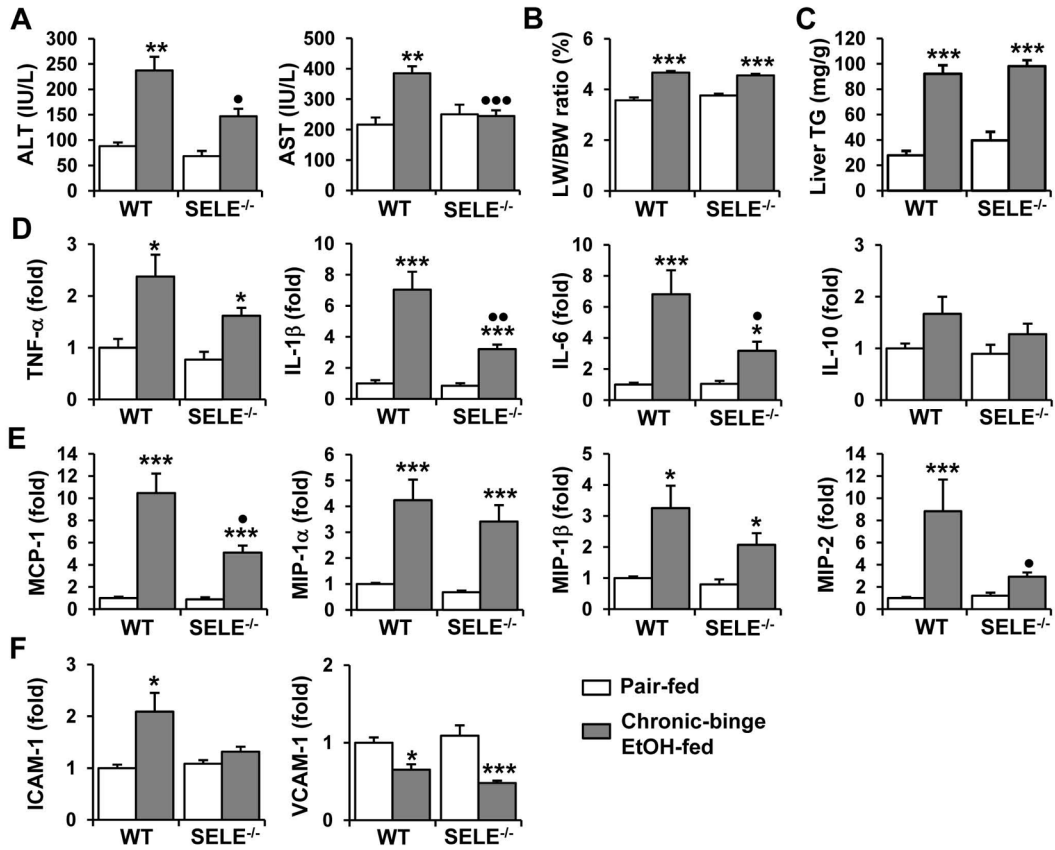 A
ALT (IU/L)
300
250
200
150
100
50
0
**
●
WT
SELE-/-
AST (IU/L)
500
400
300
200
100
0
**
●●●
WT
SELE-/-
B
LW/BW ratio (%)
6
4
2
0
***
***
WT
SELE-/-
C
Liver TG (mg/g)
120
100
80
60
40
20
0
***
***
WT
SELE-/-
D
TNF-α (fold)
3
2
1
0
*
*
WT
SELE-/-
IL-1β (fold)
10
8
6
4
2
0
***
●●
***
WT
SELE-/-
IL-6 (fold)
10
8
6
4
2
0
***
●
*
WT
SELE-/-
IL-10 (fold)
3
2
1
0
WT
SELE-/-
E
MCP-1 (fold)
14
12
10
8
6
4
2
0
***
●
***
WT
SELE-/-
MIP-1α (fold)
6
5
4
3
2
1
0
***
***
WT
SELE-/-
MIP-1β (fold)
5
4
3
2
1
0
*
*
WT
SELE-/-
MIP-2 (fold)
14
12
10
8
6
4
2
0
***
●
WT
SELE-/-
F
ICAM-1 (fold)
3
2
1
0
*
WT
SELE-/-
VCAM-1 (fold)
2
1
0
*
***
WT
SELE-/-
Pair-fed
Chronic-binge
EtOH-fed